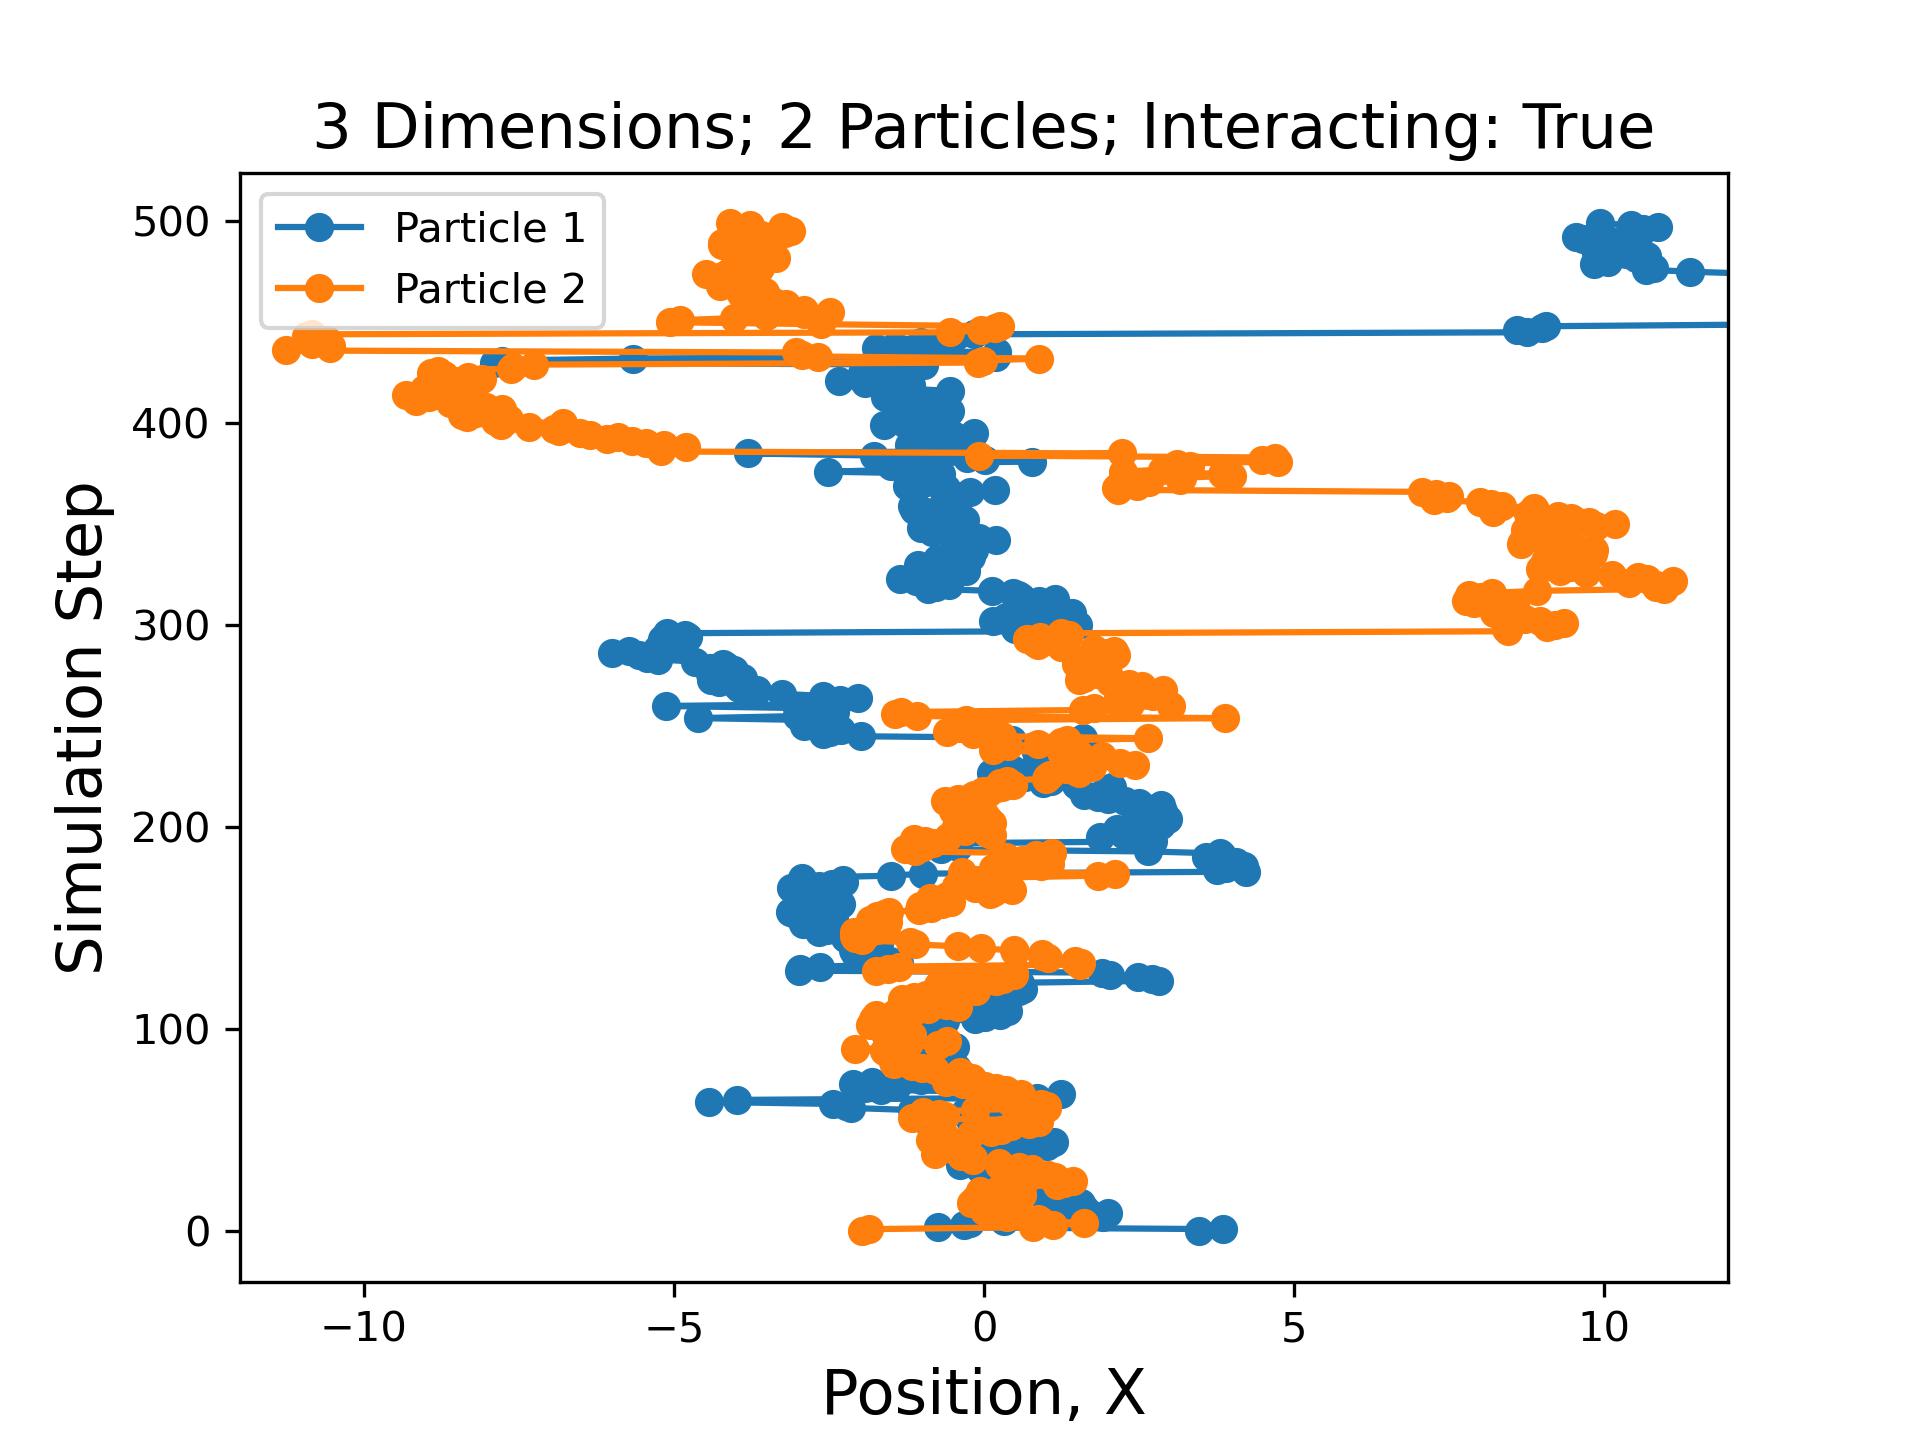 3 Dimensions; 2 Particles; Interacting: True
Particle 1
Particle 2
Simulation Step
500
400
300
200
100
0
−10
−5
0
5
10
Position, X